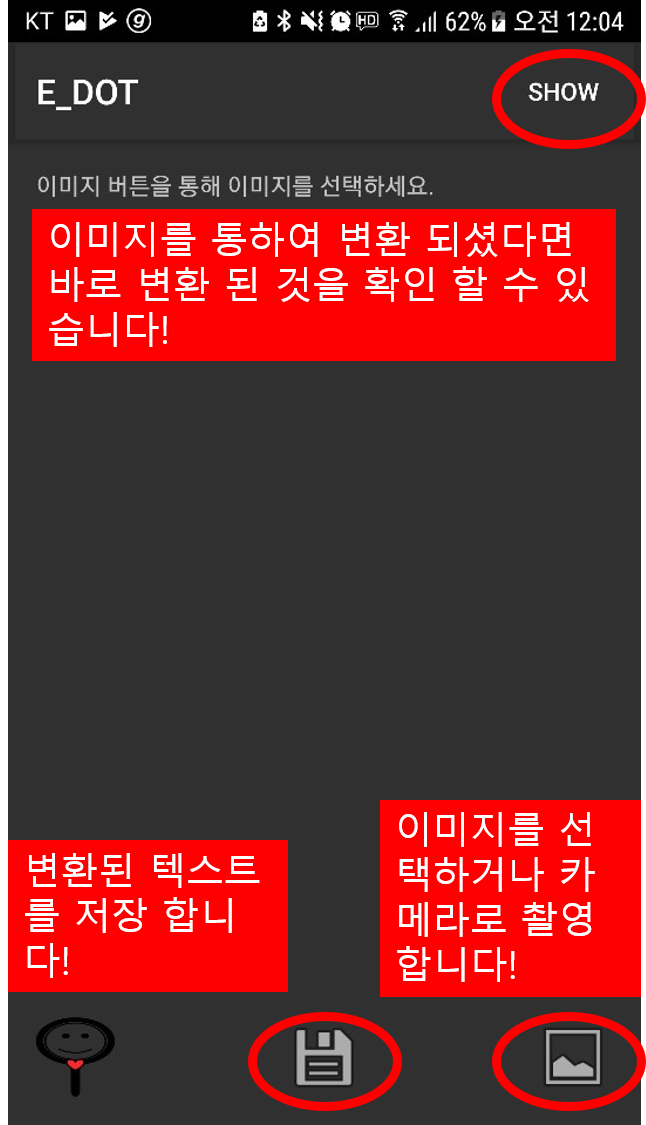 KT 62% 오전 12:04
E_DOT SHOW
이미지 버튼을 통해 이미지를 선택하세요.
이미지를 통하여 변환 되셨다면
바로 변환 된 것을 확인 할 수 있
습니다!
이미지를 선
택하거나 카
메라로 촬영
합니다!
변환된 텍스트
를 저장 합니
다!